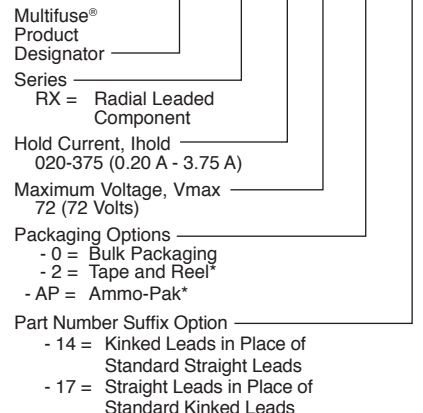 Multifuse®
Product
Designator
Series
RX = Radial Leaded
Component
Hold Current, Ihold
020-375 (0.20 A - 3.75 A)
Maximum Voltage, Vmax
72 (72 Volts)
Packaging Options
- 0 = Bulk Packaging
- 2 = Tape and Reel*
- AP = Ammo-Pak*
Part Number Suffix Option
- 14 = Kinked Leads in Place of
Standard Straight Leads
- 17 = Straight Leads in Place of
Standard Kinked Leads